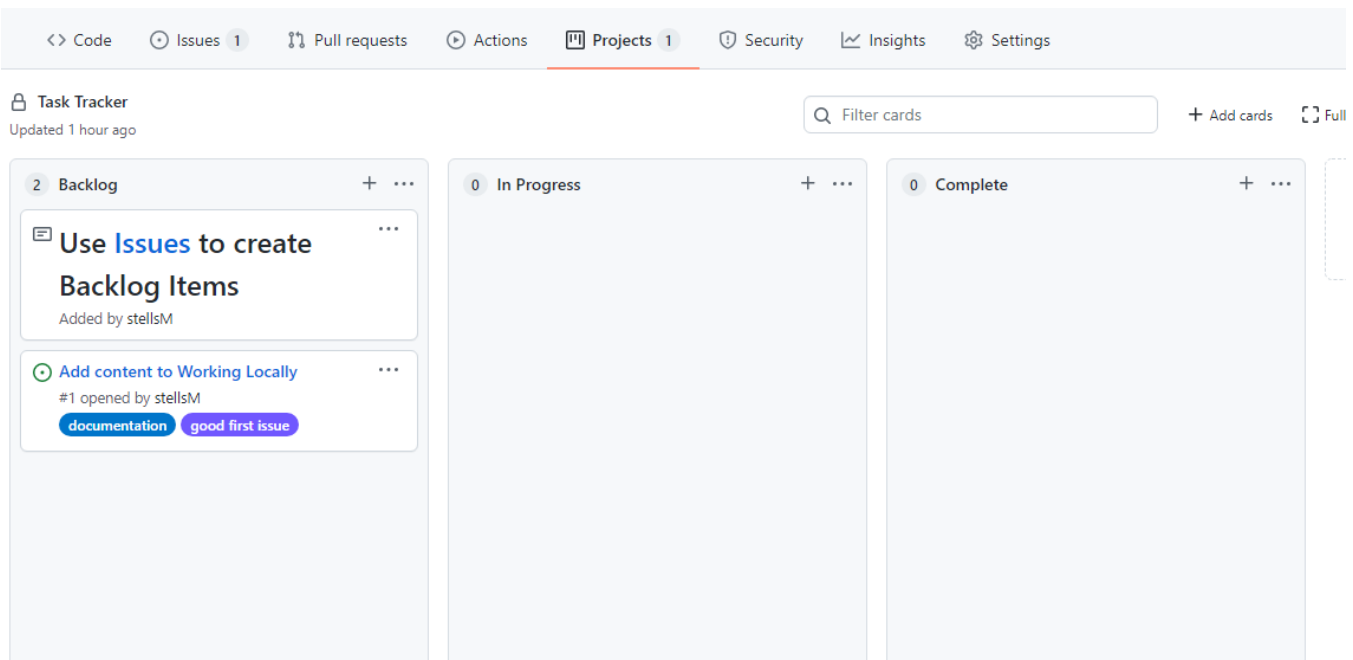 Code Issues 1 Pull requests Actions Projects 1 Security Insights Settings
Task Tracker
Updated 1 hour ago
Filter cards
Add cards
Full
2 Backlog
Use Issues to create
Backlog Items
Added by stellsM
Add content to Working Locally
#1 opened by stellsM
documentation good first issue
0 In Progress
0 Complete